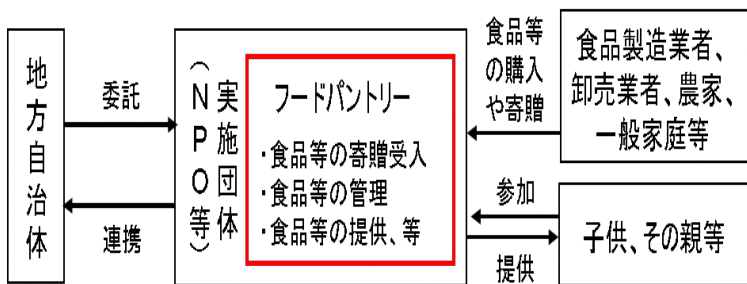 地方自治体
委託
連携
実施団体
(NPO等)
フードパントリー
・食品等の寄贈受入
・食品等の管理
・食品等の提供、等
食品等
の購入
や寄贈
食品製造業者、
卸売業者、農家、
一般家庭等
参加
提供
子供、その親等